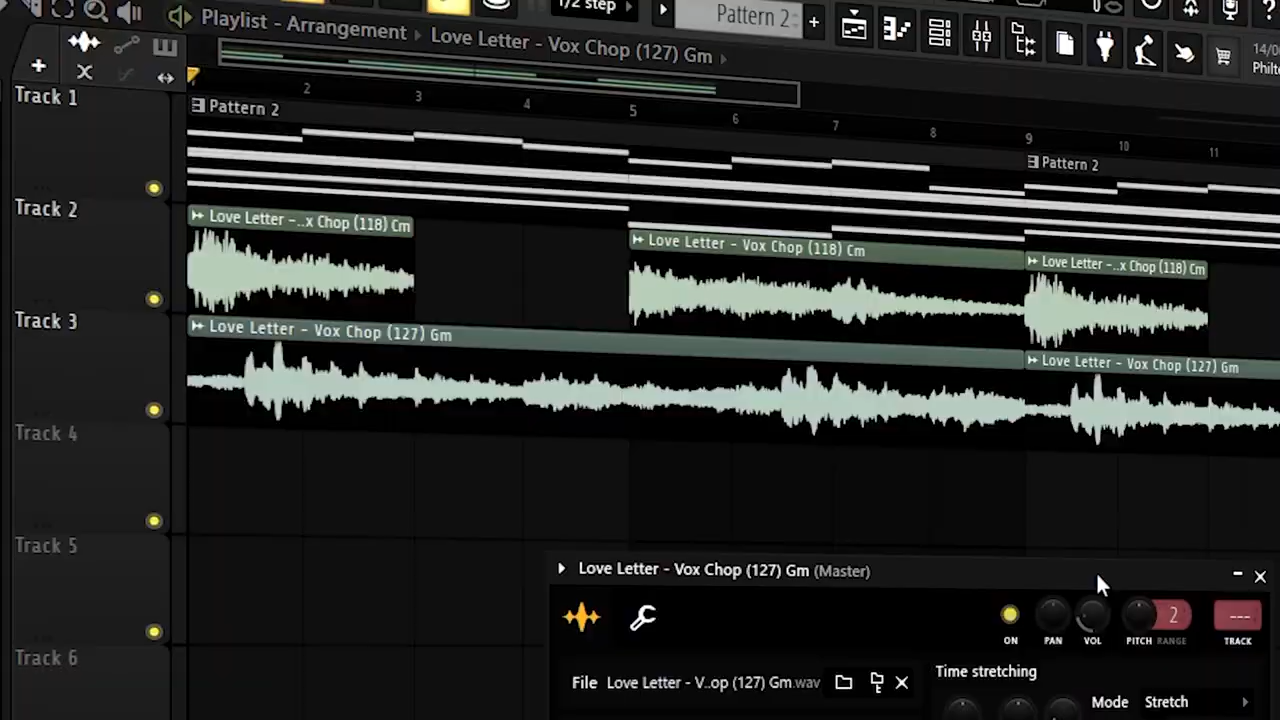 1/2 step
Pattern 2
Playlist - Arrangement › Love Letter - Vox Chop (127) Gm
14/0
Philt
Track 1
2 3 4 5 6 7 8 9 10 11
Pattern 2
Pattern 2
Track 2
Love Letter -..x Chop (118) Cm
Love Letter - Vox Chop (118) Cm
Love Letter -..x Chop (118) Cm
Track 3
Love Letter - Vox Chop (127) Gm
Love Letter - Vox Chop (127) Gm
Track 4
Track 5
Track 6
Love Letter - Vox Chop (127) Gm (Master)
2
---
ON PAN VOL PITCH RANGE TRACK
File Love Letter - V..op (127) Gm.wav
Time stretching
Mode Stretch